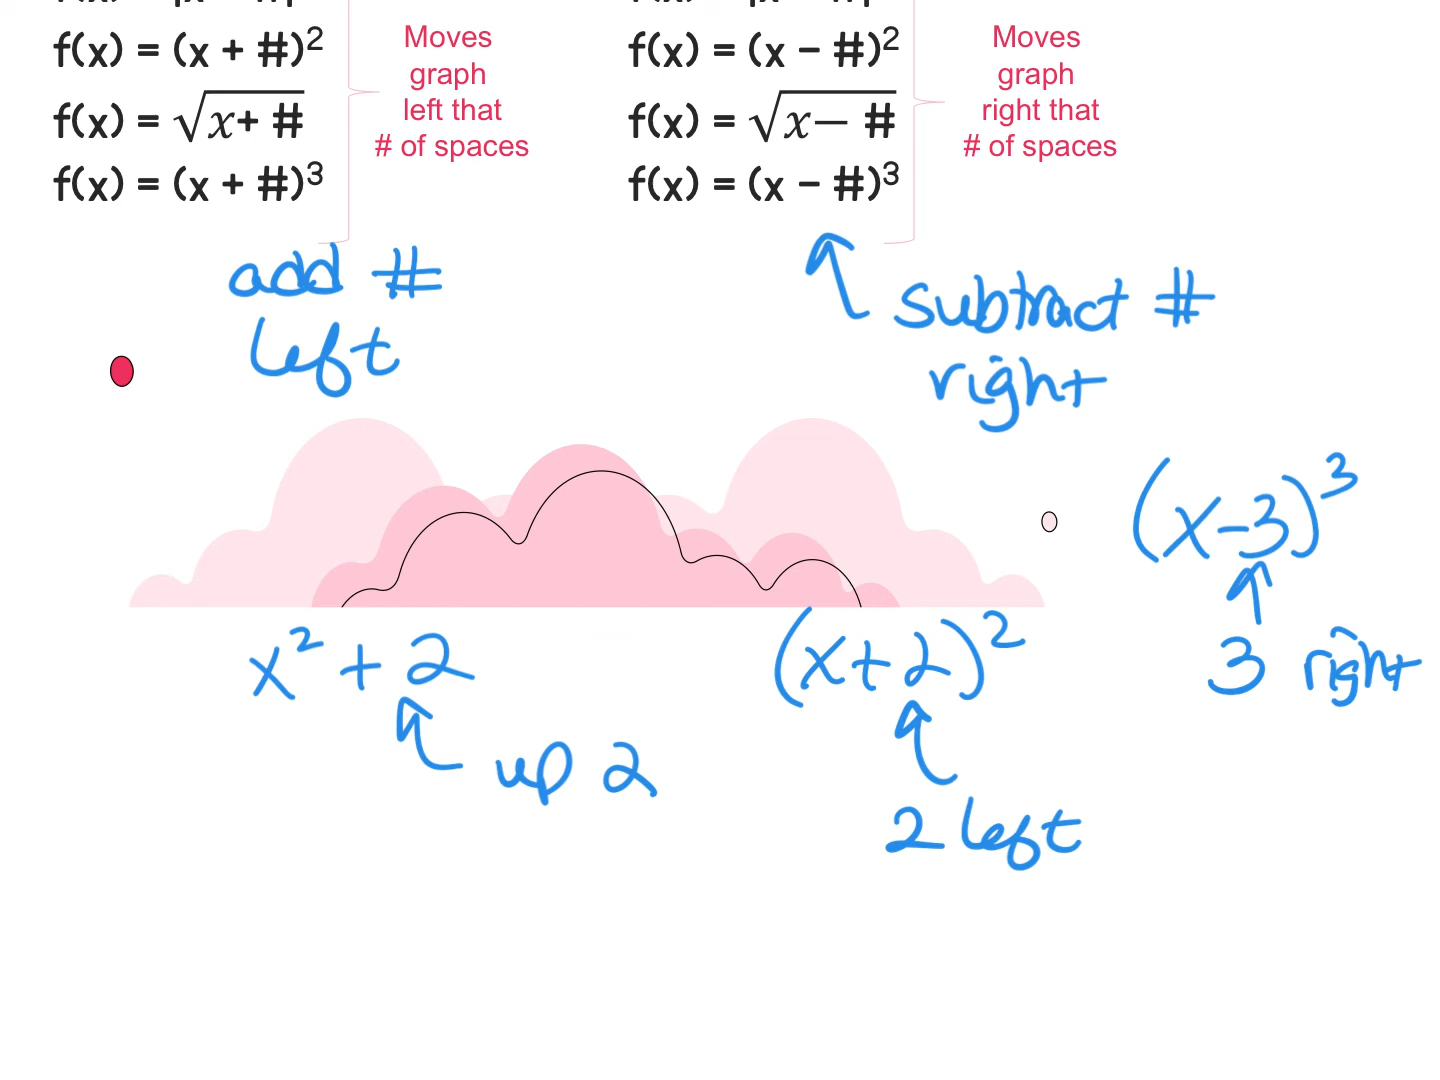 f(x) = (x + #)²
f(x) = √x+ #
f(x) = (x + #)³
Moves
graph
left that
# of spaces
f(x) = (x – #)²
f(x) = √x– #
f(x) = (x – #)³
Moves
graph
right that
# of spaces
add #
left
subtract #
right
(x-3)³
3 right
x² + 2
up 2
(x+2)²
2 left